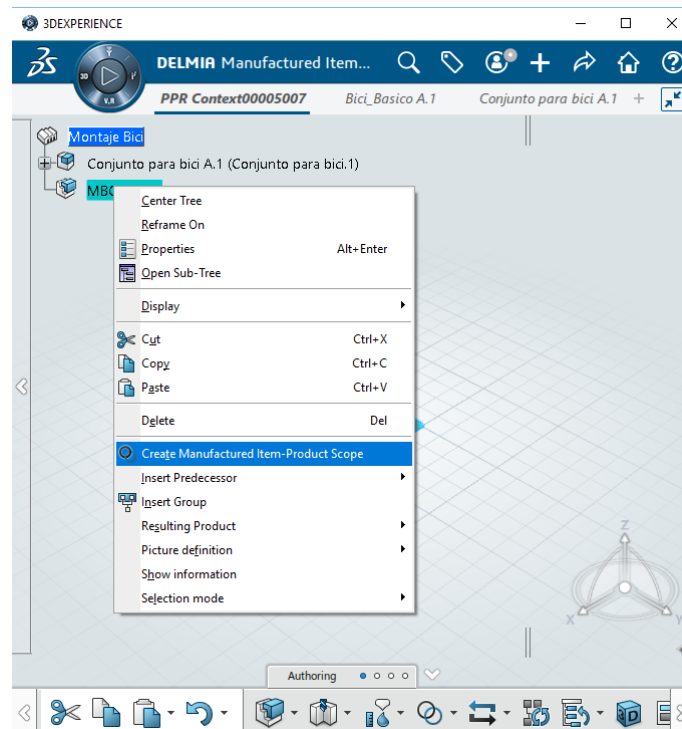 3DEXPERIENCE
DELMIA Manufactured Item...
PPR Context00005007 Bici_Basico A.1 Conjunto para bici A.1 +
Montaje Bici
Conjunto para bici A.1 (Conjunto para bici.1)
Center Tree
Reframe On
Properties Alt+Enter
Open Sub-Tree
Display
Cut Ctrl+X
Copy Ctrl+C
Paste Ctrl+V
Delete Del
Create Manufactured Item-Product Scope
Insert Predecessor
Insert Group
Resulting Product
Picture definition
Show information
Selection mode
Z
X
Y
Authoring